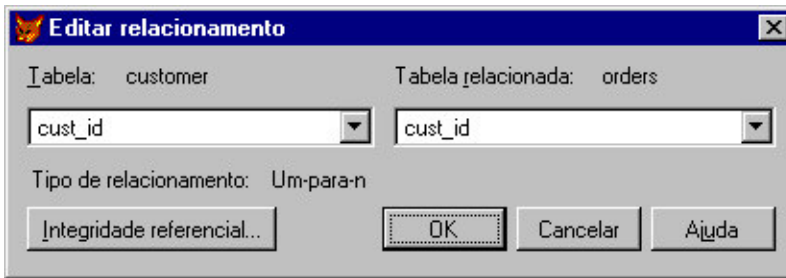 Editar relacionamento
Tabela: customer Tabela relacionada: orders
cust_id cust_id
Tipo de relacionamento: Um-para-n
Integridade referencial... OK Cancelar Ajuda